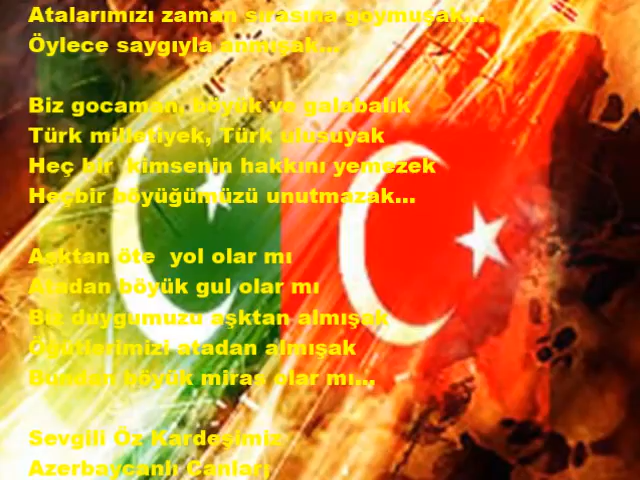 Atalarımızı zaman sırasına goymuşak...
Öylece saygıyla anmışak...
Biz gocaman, böyük ve galabalık
Türk milletiyek, Türk ulusuyak
Heç bir kimsenin hakkını yemezek
Heçbir böyüğümüzü unutmazak...
Aşktan öte yol olar mı
Atadan böyük gul olar mı
Biz duygumuzu aşktan almışak
Öğütlerimizi atadan almışak
Bundan böyük miras olar mı...
Sevgili Öz Kardeşimiz
Azerbaycanlı Canları